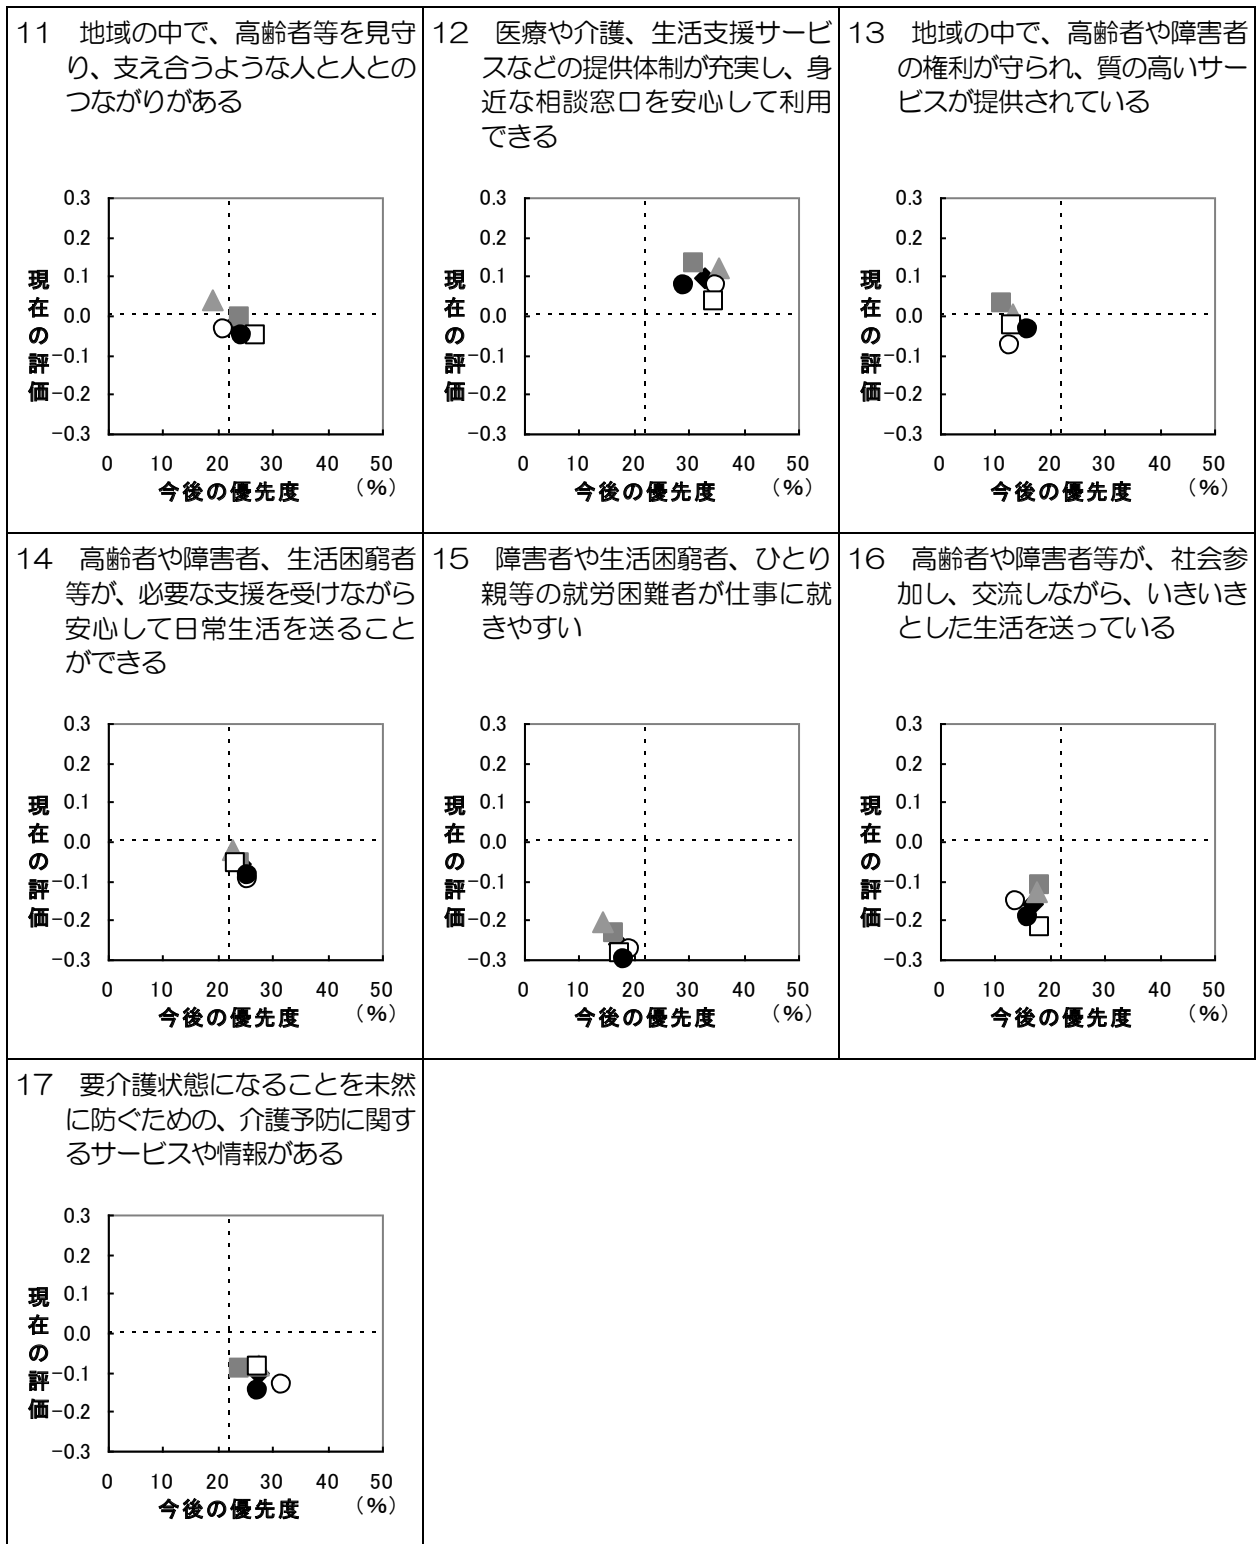 11　地域の中で、高齢者等を見守
り、支え合うような人と人との
つながりがある
0.3
0.2
0.1
0.0
-0.1
-0.2
-0.3
現在の評価
0 10 20 30 40 50
今後の優先度 （%）
12　医療や介護、生活支援サービ
スなどの提供体制が充実し、身
近な相談窓口を安心して利用
できる
0.3
0.2
0.1
0.0
-0.1
-0.2
-0.3
現在の評価
0 10 20 30 40 50
今後の優先度 （%）
13　地域の中で、高齢者や障害者
の権利が守られ、質の高いサー
ビスが提供されている
0.3
0.2
0.1
0.0
-0.1
-0.2
-0.3
現在の評価
0 10 20 30 40 50
今後の優先度 （%）
14　高齢者や障害者、生活困窮者
等が、必要な支援を受けながら
安心して日常生活を送ること
ができる
0.3
0.2
0.1
0.0
-0.1
-0.2
-0.3
現在の評価
0 10 20 30 40 50
今後の優先度 （%）
15　障害者や生活困窮者、ひとり
親等の就労困難者が仕事に就
きやすい
0.3
0.2
0.1
0.0
-0.1
-0.2
-0.3
現在の評価
0 10 20 30 40 50
今後の優先度 （%）
16　高齢者や障害者等が、社会参
加し、交流しながら、いきいき
とした生活を送っている
0.3
0.2
0.1
0.0
-0.1
-0.2
-0.3
現在の評価
0 10 20 30 40 50
今後の優先度 （%）
17　要介護状態になることを未然
に防ぐための、介護予防に関す
るサービスや情報がある
0.3
0.2
0.1
0.0
-0.1
-0.2
-0.3
現在の評価
0 10 20 30 40 50
今後の優先度 （%）